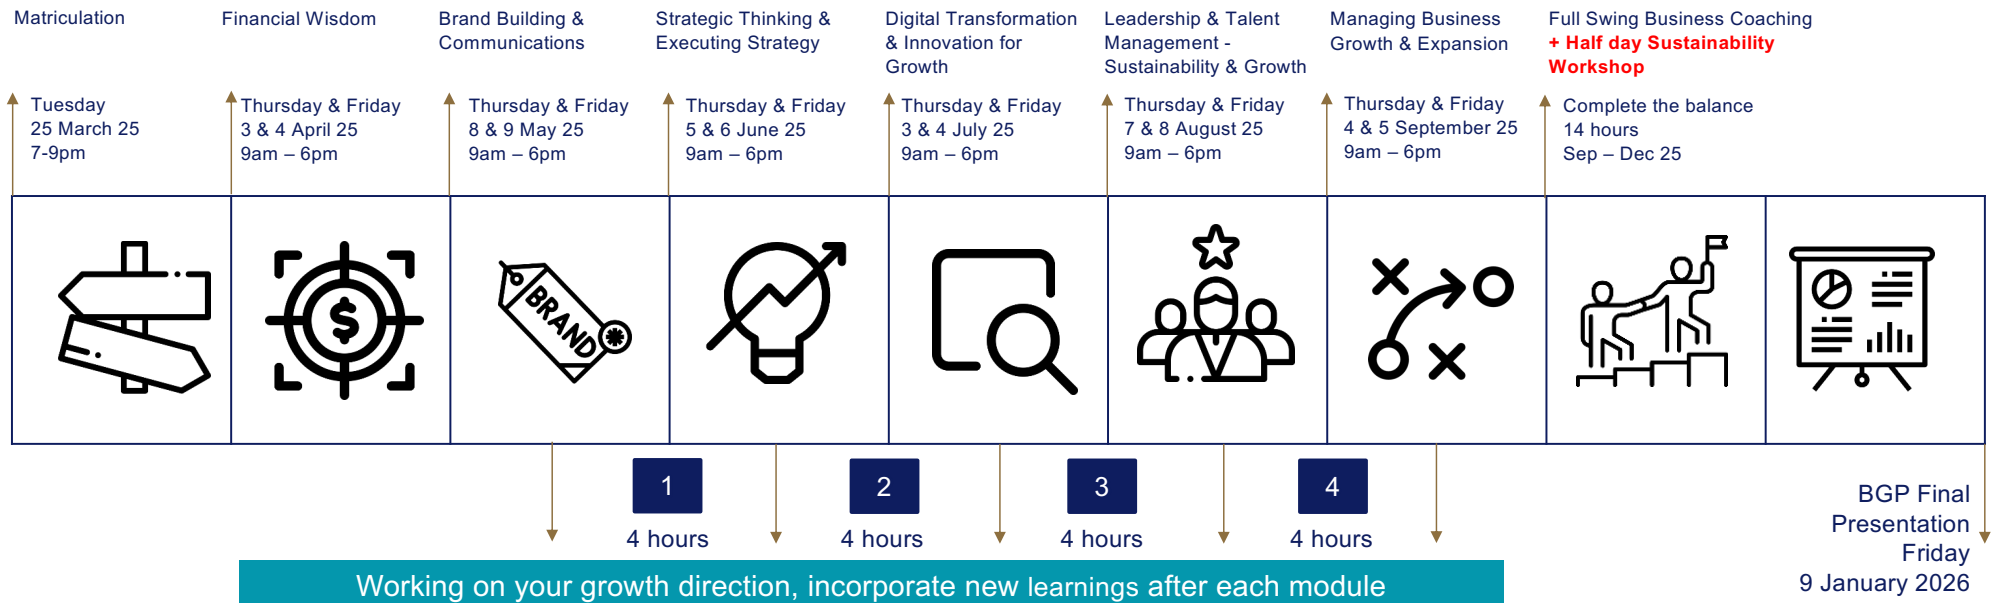 Matriculation
Financial Wisdom
Brand Building &
Communications
Strategic Thinking &
Executing Strategy
Digital Transformation
& Innovation for
Growth
Leadership & Talent
Management -
Sustainability & Growth
Managing Business
Growth & Expansion
Full Swing Business Coaching
+ Half day Sustainability
Workshop
Tuesday
25 March 25
7-9pm
Thursday & Friday
3 & 4 April 25
9am – 6pm
Thursday & Friday
8 & 9 May 25
9am – 6pm
Thursday & Friday
5 & 6 June 25
9am – 6pm
Thursday & Friday
3 & 4 July 25
9am – 6pm
Thursday & Friday
7 & 8 August 25
9am – 6pm
Thursday & Friday
4 & 5 September 25
9am – 6pm
Complete the balance
14 hours
Sep – Dec 25
$
BRAND
1
4 hours
2
4 hours
3
4 hours
4
4 hours
Working on your growth direction, incorporate new learnings after each module
BGP Final
Presentation
Friday
9 January 2026